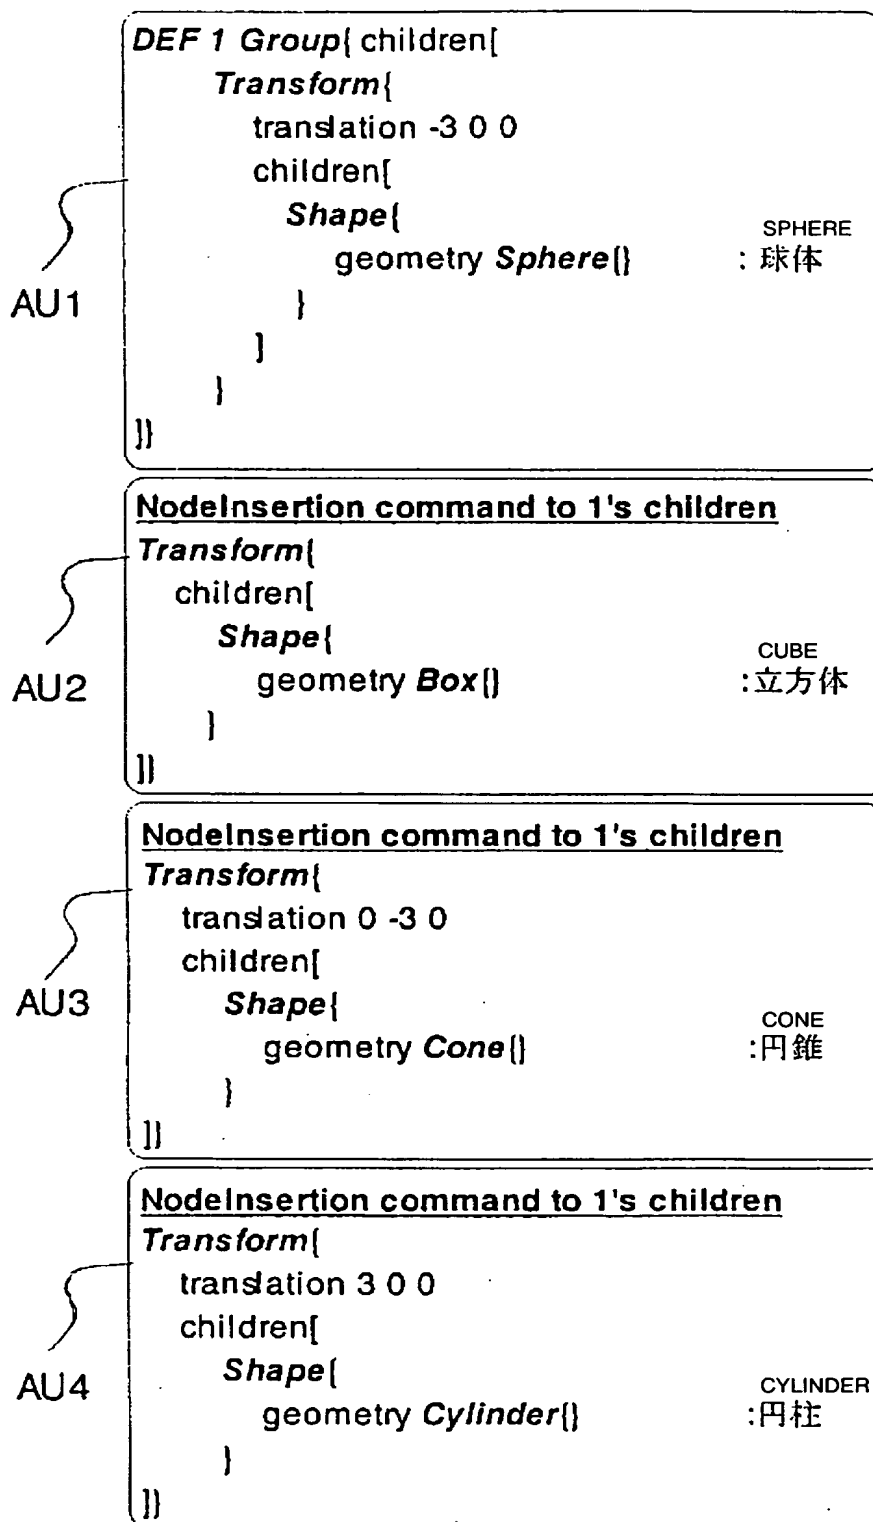 DEF 1 Group{ children[
Transform{
translation -3 0 0
children[
Shape{
SPHERE
geometry Sphere{} : 球体
}
AU1
]
}
]}
NodeInsertion command to 1's children
Transform{
children[
Shape{
CUBE
geometry Box{} :立方体
AU2
}
]}
NodeInsertion command to 1's children
Transform{
translation 0 -3 0
children[
AU3
Shape{
CONE
geometry Cone{} :円錐
}
]}
NodeInsertion command to 1's children
Transform{
translation 3 0 0
children[
Shape{
AU4
CYLINDER
geometry Cylinder{} :円柱
}
]}